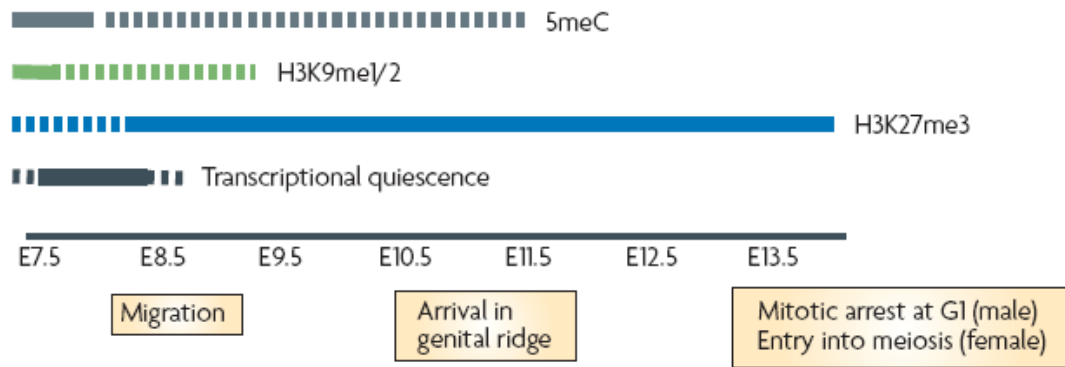 5meC
H3K9me1/2
H3K27me3
Transcriptional quiescence
E7.5 E8.5 E9.5 E10.5 E11.5 E12.5 E13.5
Migration
Arrival in
genital ridge
Mitotic arrest at G1 (male)
Entry into meiosis (female)